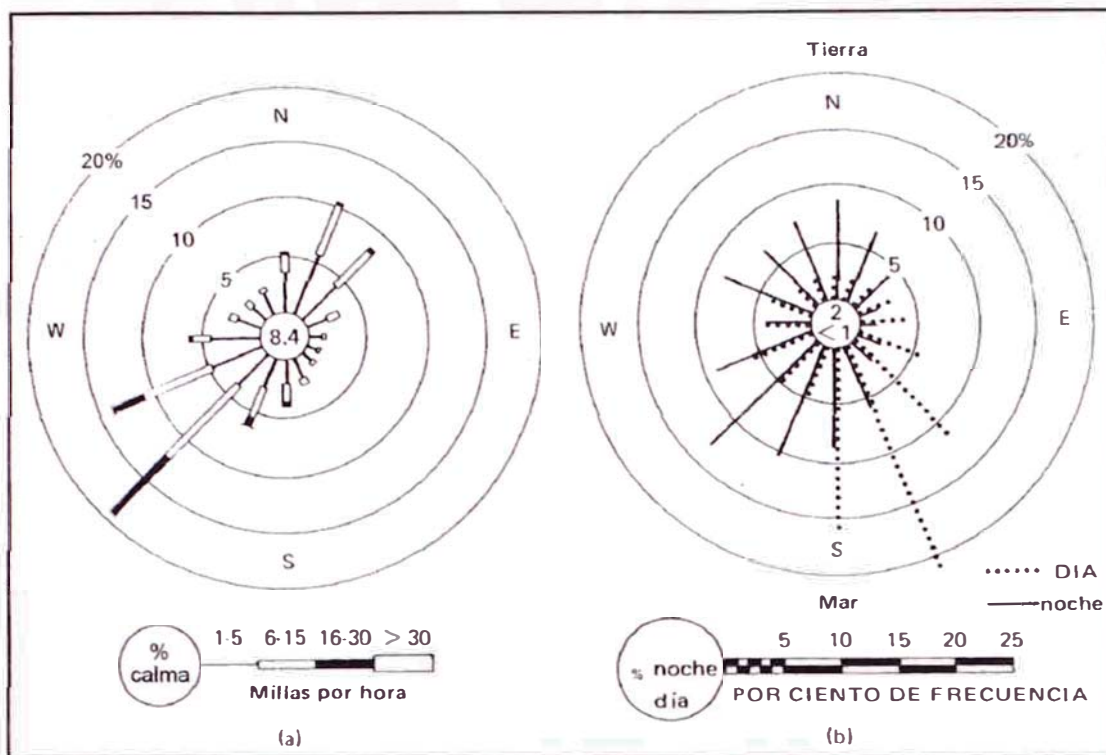 N
20%
15
10
5
W
8.4
E
S
% calma
1-5 6-15 16-30 > 30
Millas por hora
(a)
Tierra
N
20%
15
10
5
2
< 1
W
E
S
Mar
DIA
noche
% noche
día
5 10 15 20 25
POR CIENTO DE FRECUENCIA
(b)